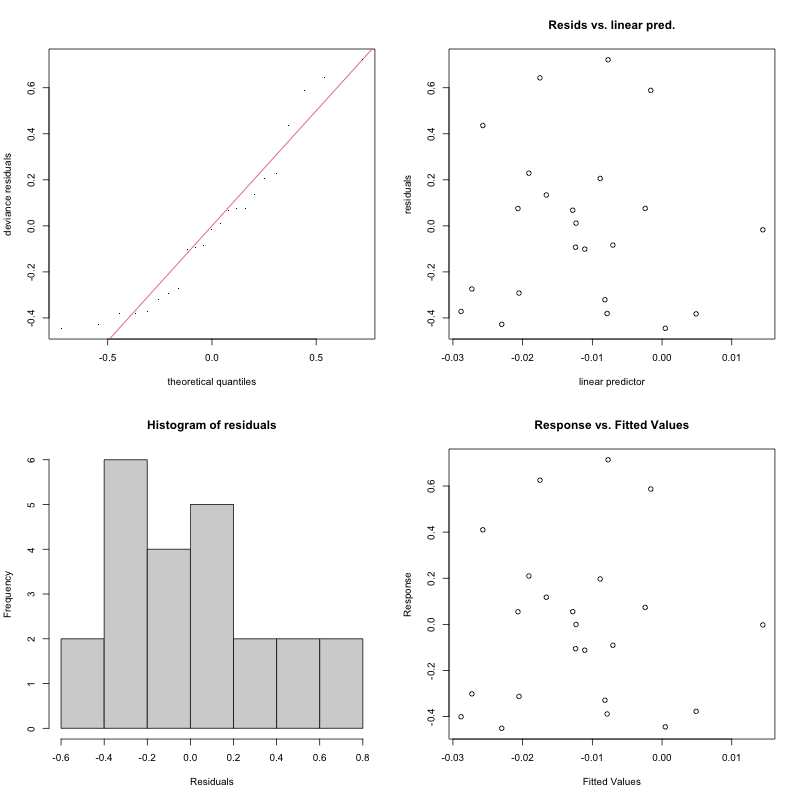 deviance residuals
-0.4 -0.2 0.0 0.2 0.4 0.6
-0.5 0.0 0.5
theoretical quantiles
Resids vs. linear pred.
residuals
-0.4 -0.2 0.0 0.2 0.4 0.6
-0.03 -0.02 -0.01 0.00 0.01
linear predictor
Histogram of residuals
Frequency
0 1 2 3 4 5 6
-0.6 -0.4 -0.2 0.0 0.2 0.4 0.6 0.8
Residuals
Response vs. Fitted Values
Response
-0.4 -0.2 0.0 0.2 0.4 0.6
-0.03 -0.02 -0.01 0.00 0.01
Fitted Values